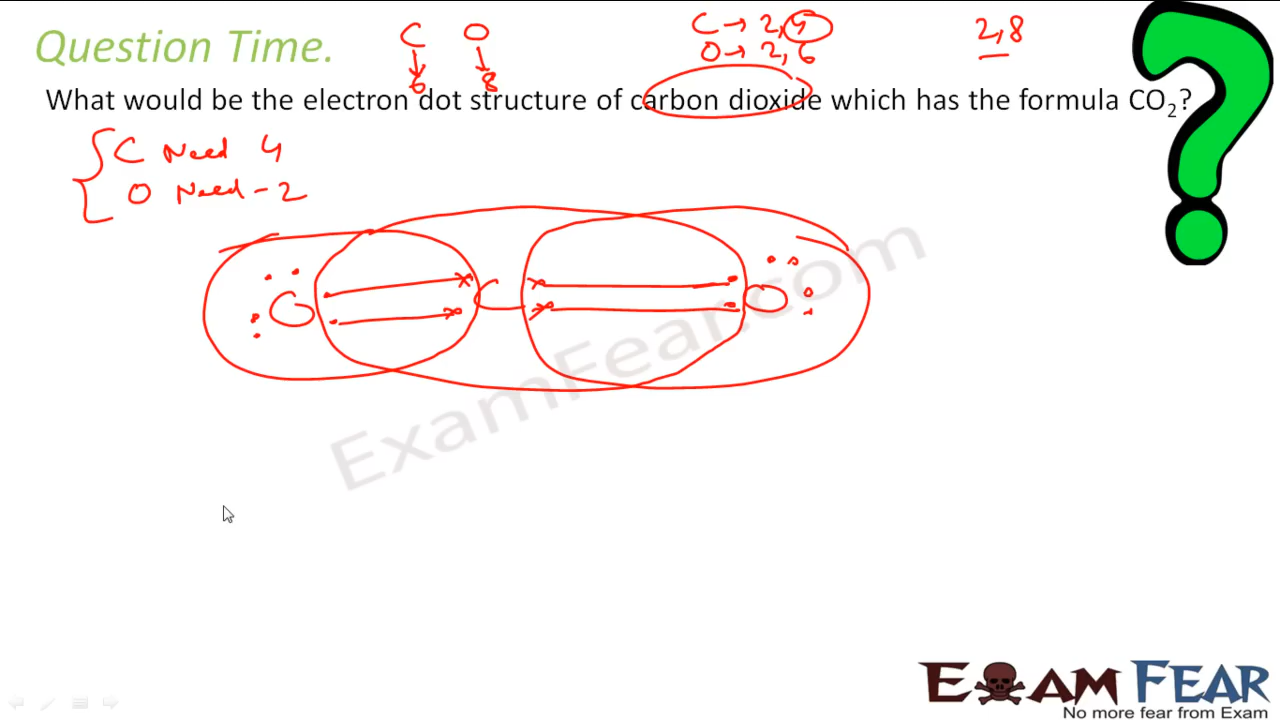 Question Time.
C O
6 8
C → 2, 4
O → 2, 6
2,8
What would be the electron dot structure of carbon dioxide which has the formula CO₂?
C Need 4
O Need - 2
O C O
ExamFear.com
EXAM FEAR
No more fear from Exam